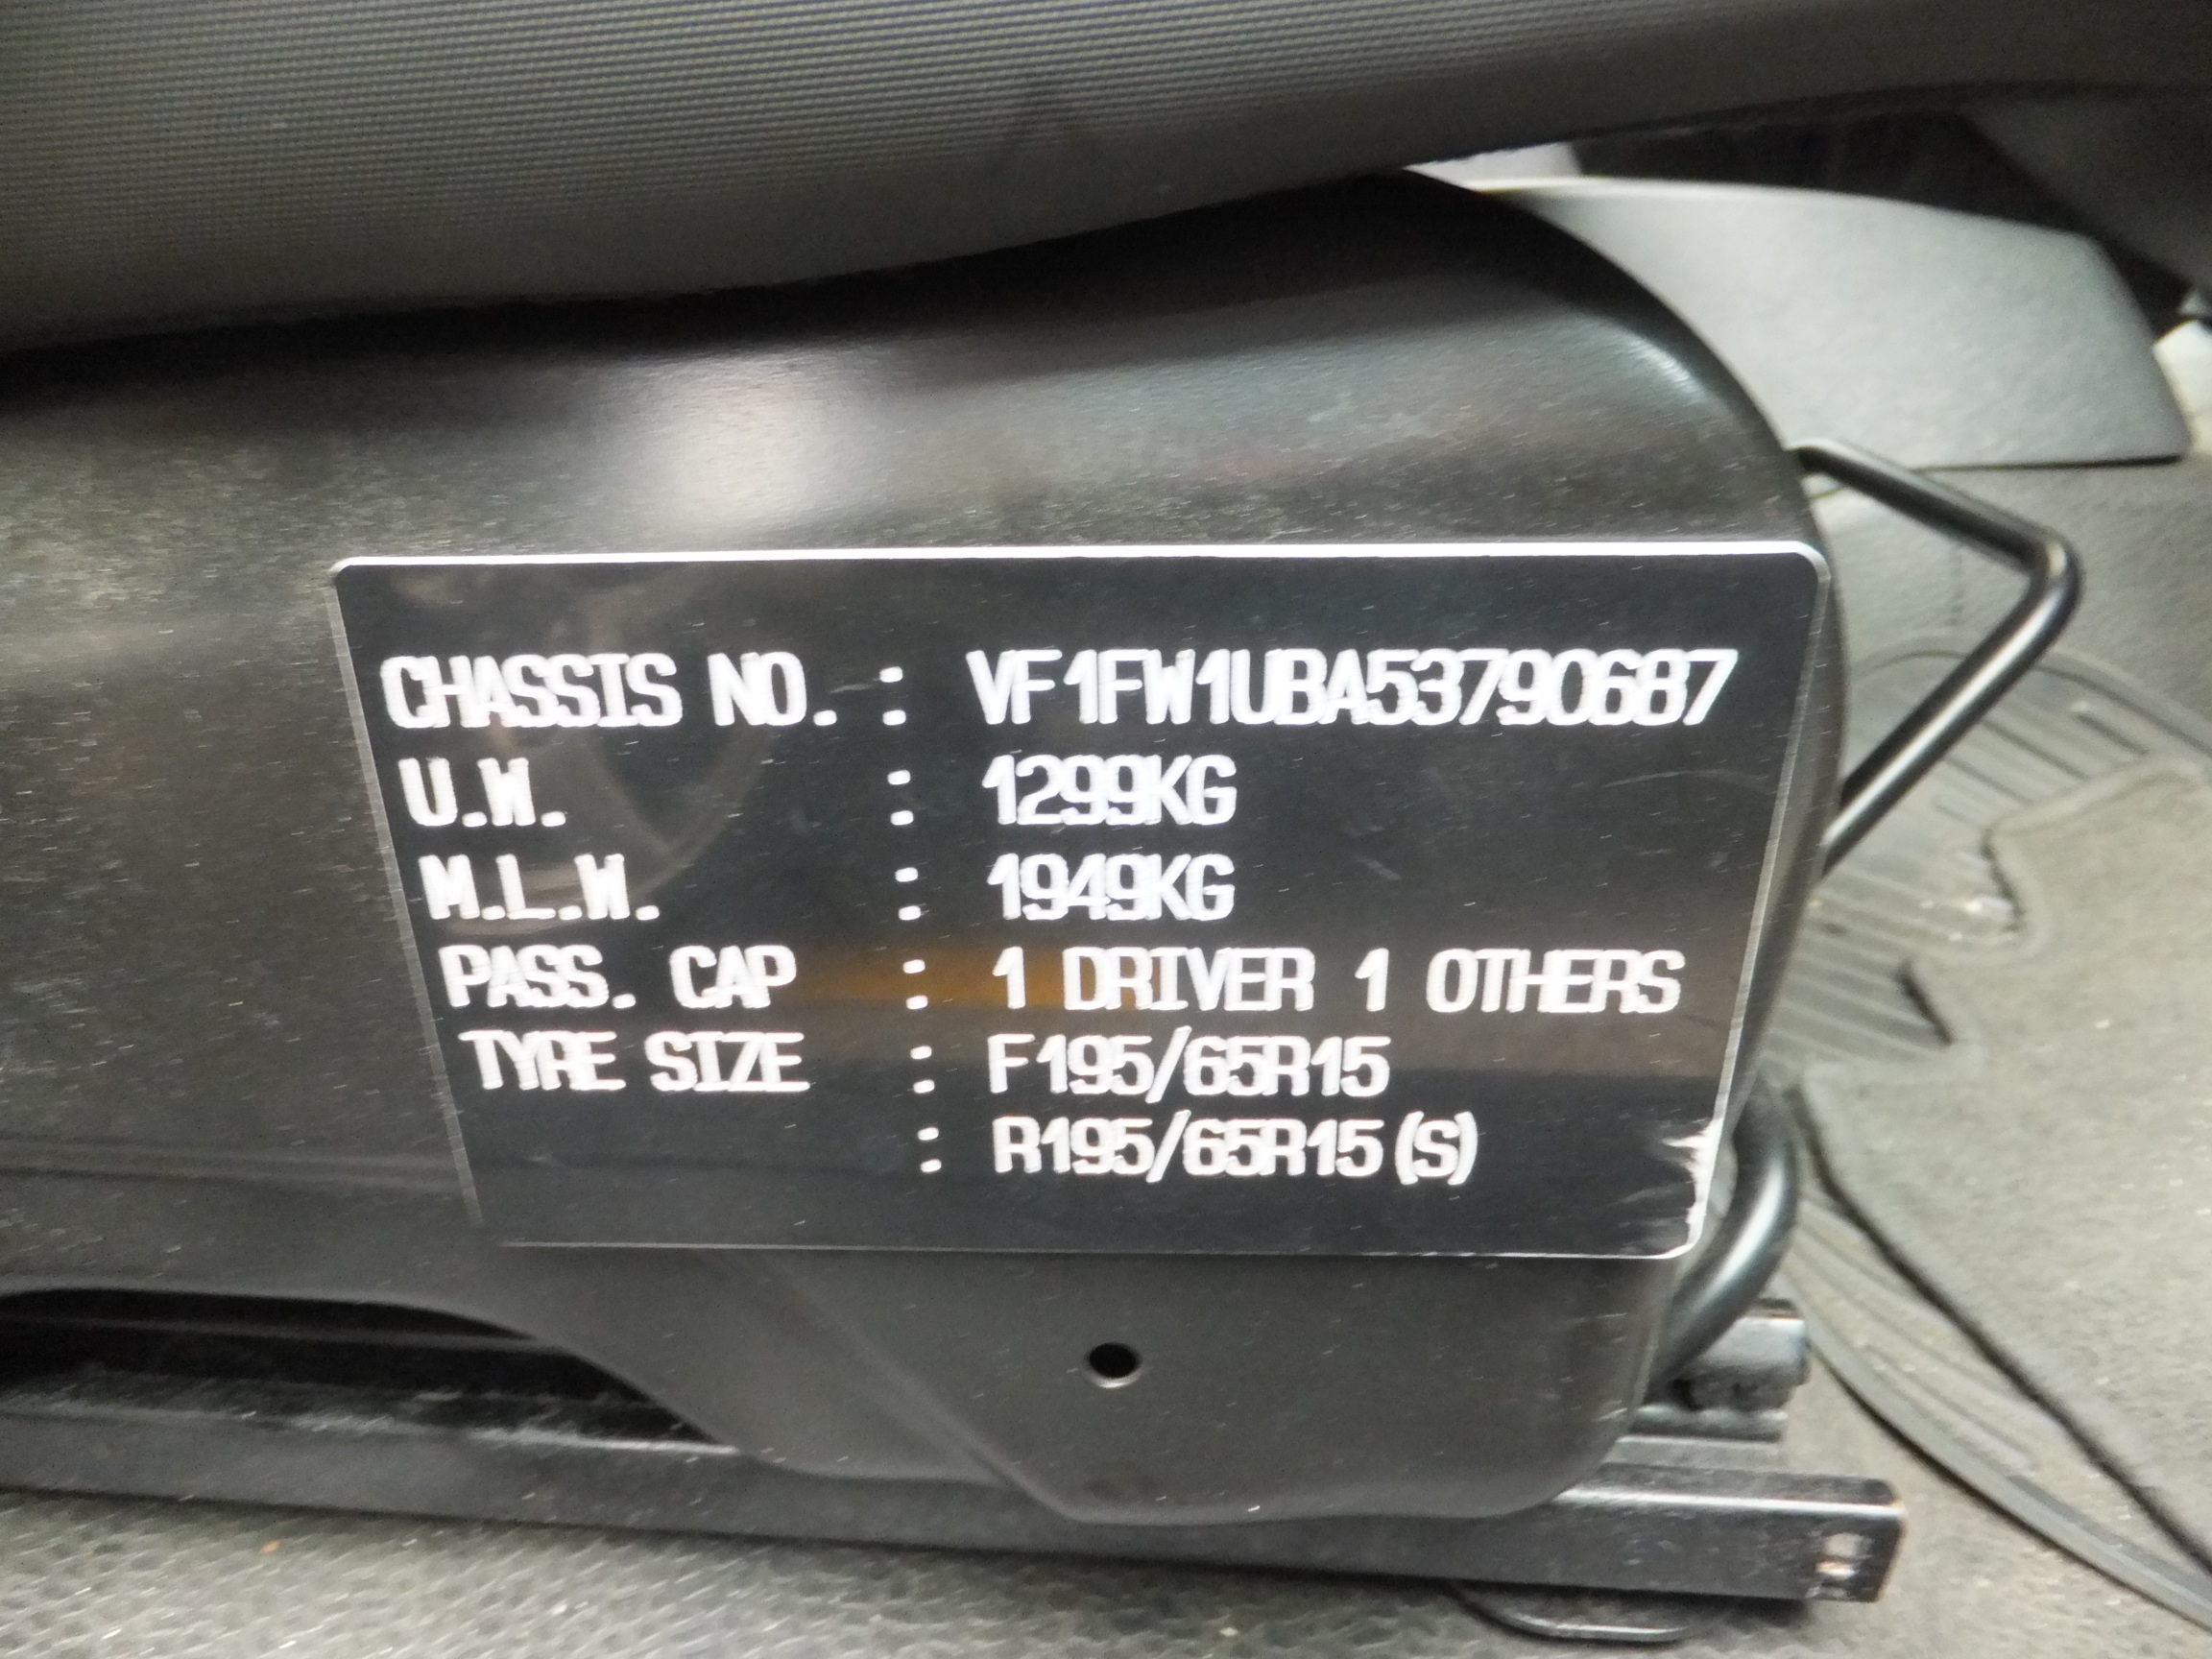 CHASSIS NO. : VF1FW1UBA53790687
U.W. : 1299KG
M.L.W. : 1949KG
PASS. CAP : 1 DRIVER 1 OTHERS
TYRE SIZE : F195/65R15
: R195/65R15(S)